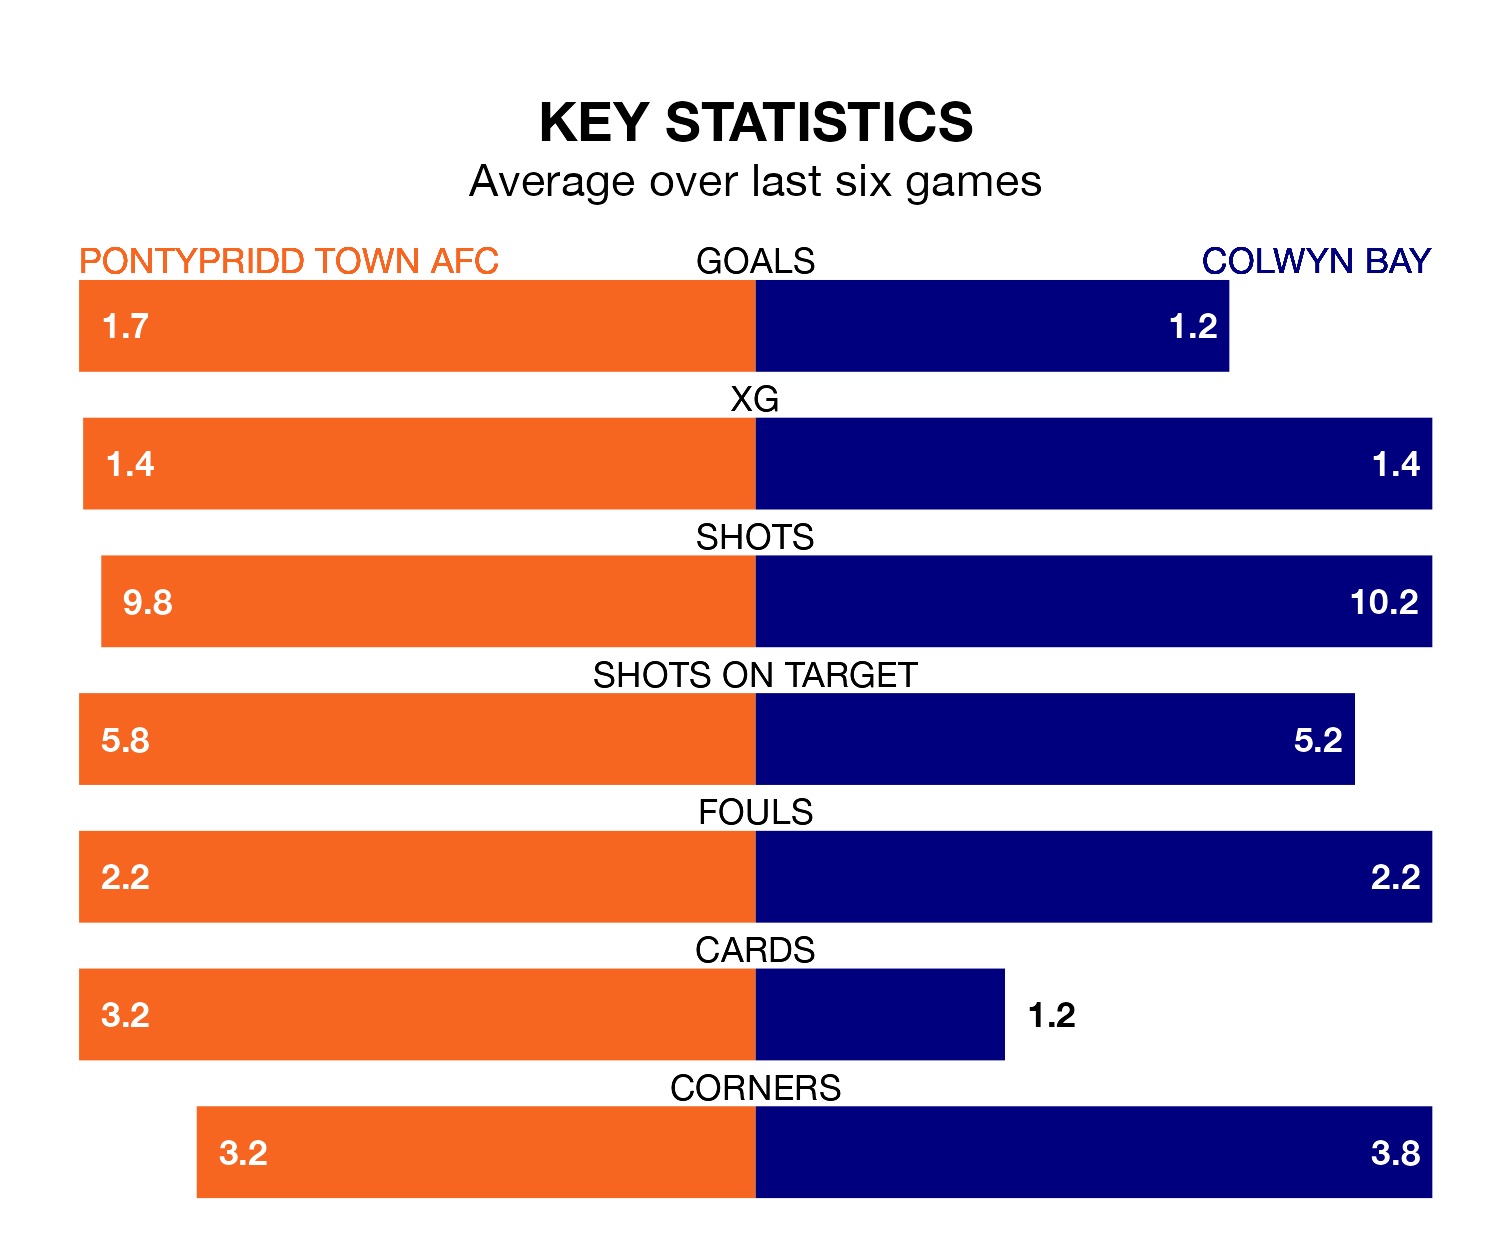 KEY STATISTICS
Average over last six games
PONTYPRIDD TOWN AFC GOALS COLWYN BAY
1.7 1.2
XG
1.4 1.4
SHOTS
9.8 10.2
SHOTS ON TARGET
5.8 5.2
FOULS
2.2 2.2
CARDS
3.2 1.2
CORNERS
3.2 3.8